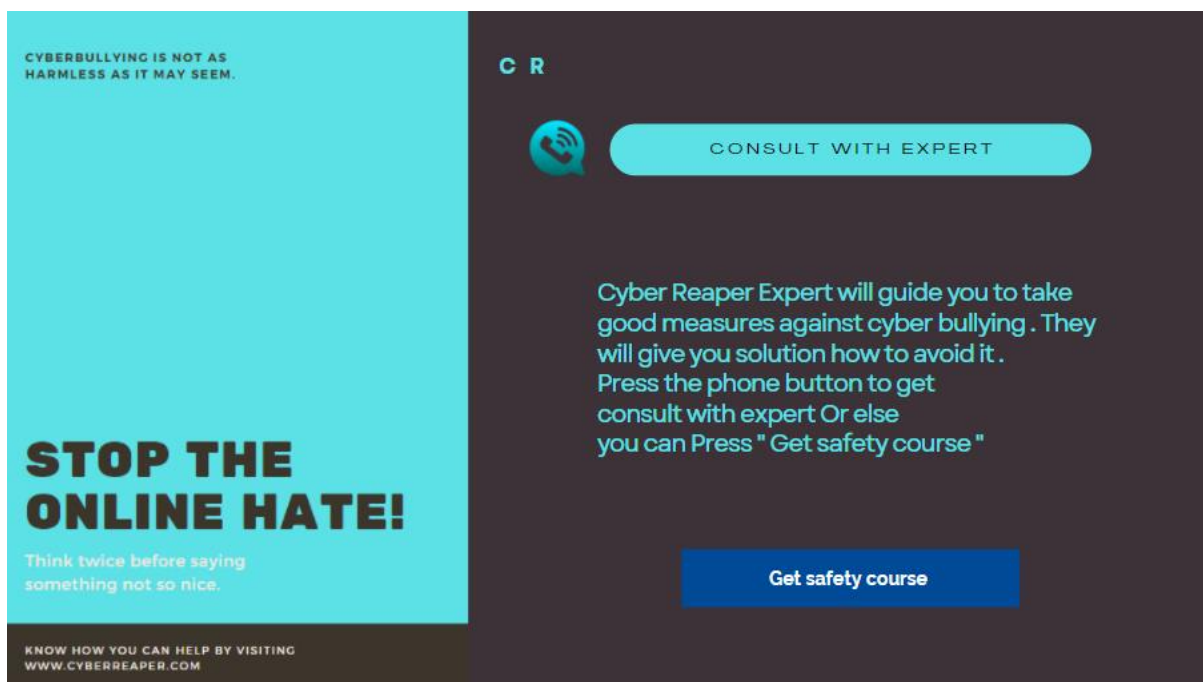 CYBERBULLYING IS NOT AS
HARMLESS AS IT MAY SEEM.
STOP THE
ONLINE HATE!
Think twice before saying
something not so nice.
KNOW HOW YOU CAN HELP BY VISITING
WWW.CYBERREAPER.COM
C R
CONSULT WITH EXPERT
Cyber Reaper Expert will guide you to take
good measures against cyber bullying . They
will give you solution how to avoid it .
Press the phone button to get
consult with expert Or else
you can Press " Get safety course "
Get safety course